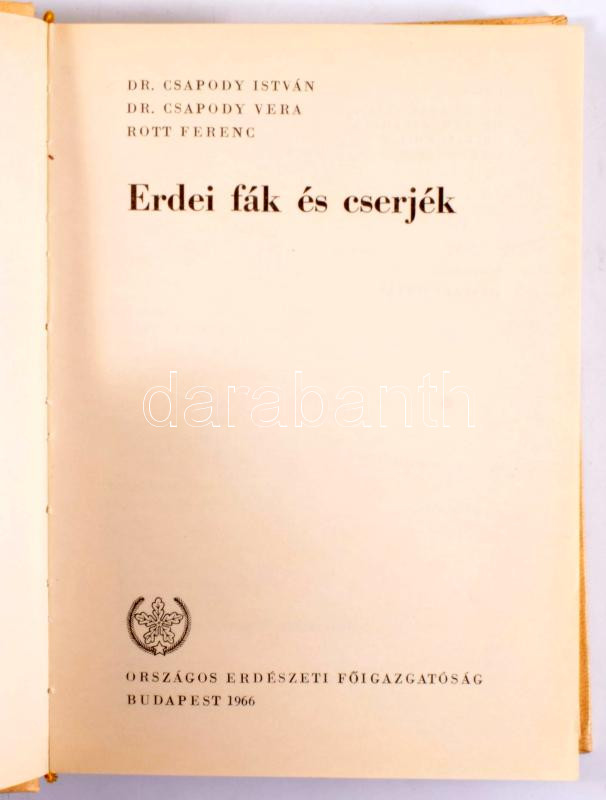 DR. CSAPODY ISTVÁN
DR. CSAPODY VERA
ROTT FERENC
Erdei fák és cserjék
darabanth
ORSZÁGOS ERDÉSZETI FŐIGAZGATÓSÁG
BUDAPEST 1966